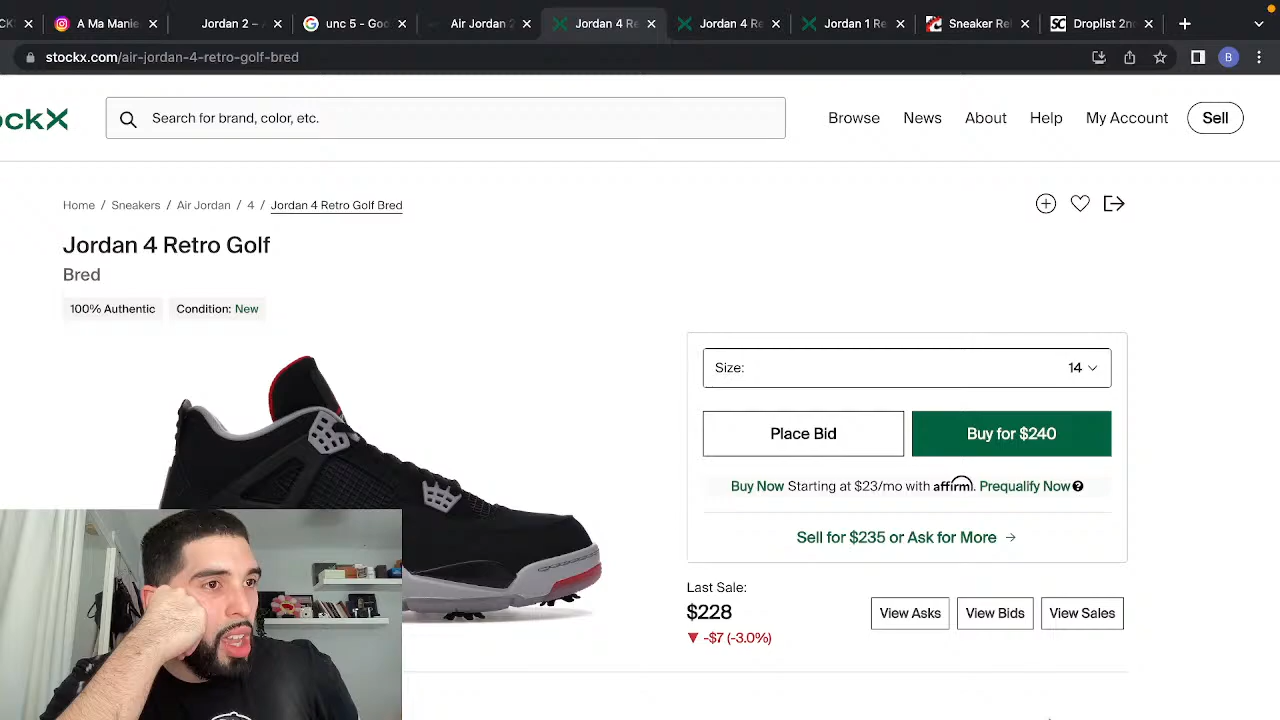 A Ma Manie
Jordan 2 –
unc 5 - Goo
Air Jordan 2
Jordan 4 Re
Jordan 4 Re
Jordan 1 Re
Sneaker Rel
SC Droplist 2n
stockx.com/air-jordan-4-retro-golf-bred
B
ckX
Search for brand, color, etc.
Browse News About Help My Account Sell
Home / Sneakers / Air Jordan / 4 / Jordan 4 Retro Golf Bred
Jordan 4 Retro Golf
Bred
100% Authentic Condition: New
Size: 14
Place Bid Buy for $240
Buy Now Starting at $23/mo with affirm. Prequalify Now
Sell for $235 or Ask for More →
Last Sale:
$228
View Asks View Bids View Sales
▼ -$7 (-3.0%)